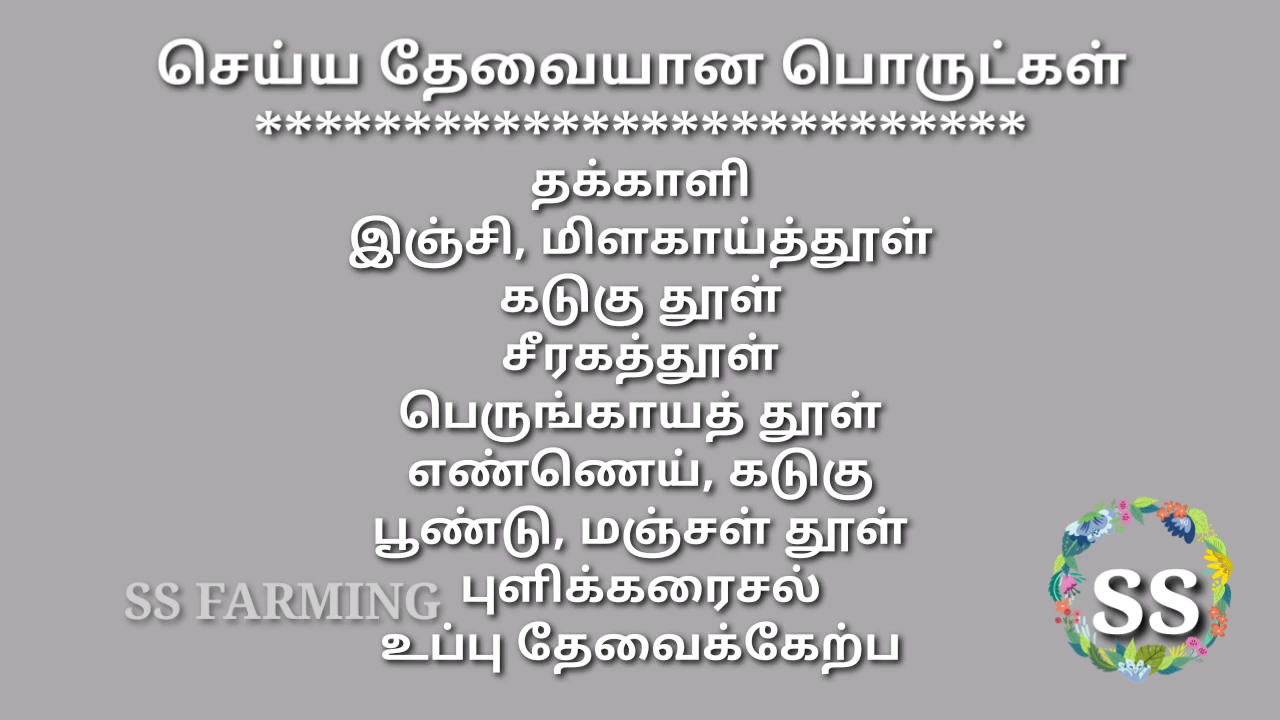 செய்ய தேவையான பொருட்கள்
**************************
தக்காளி
இஞ்சி, மிளகாய்த்தூள்
கடுகு தூள்
சீரகத்தூள்
பெருங்காயத் தூள்
எண்ணெய், கடுகு
பூண்டு, மஞ்சள் தூள்
புளிக்கரைசல்
SS FARMING
உப்பு தேவைக்கேற்ப
SS